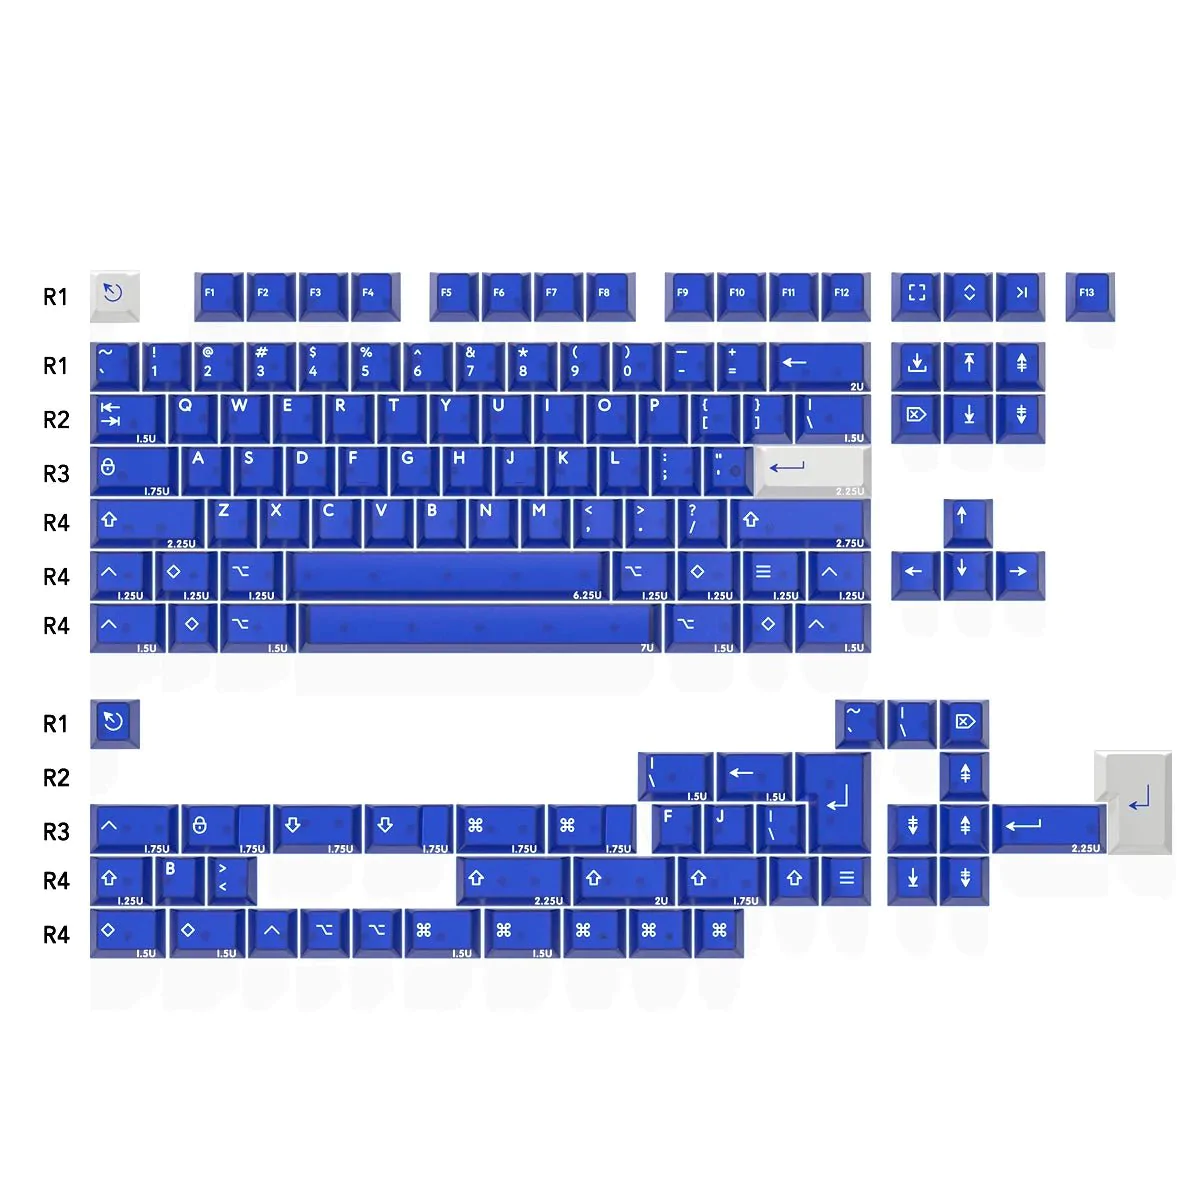 R1 F1 F2 F3 F4 F5 F6 F7 F8 F9 F10 F11 F12 F13
R1 ~ ` ! 1 @ 2 # 3 $ 4 % 5 ^ 6 & 7 * 8 ( 9 ) 0 — - + = ← 2U
R2 Q W E R T Y U I O P { [ } ] | \ 1.5U 1.5U
R3 A S D F G H J K L : ; " ' 1.75U 2.25U
R4 Z X C V B N M < , > . ? / 2.25U 2.75U
R4 1.25U 1.25U 1.25U 6.25U 1.25U 1.25U 1.25U 1.25U
R4 1.5U 1.5U 7U 1.5U 1.5U
R1 ~ ` | \
R2 | \ 1.5U 1.5U
R3 1.75U 1.75U 1.75U 1.75U 1.75U 1.75U F J | \ 2.25U
R4 1.25U B > < 2.25U 2U 1.75U
R4 1.5U 1.5U 1.5U 1.5U